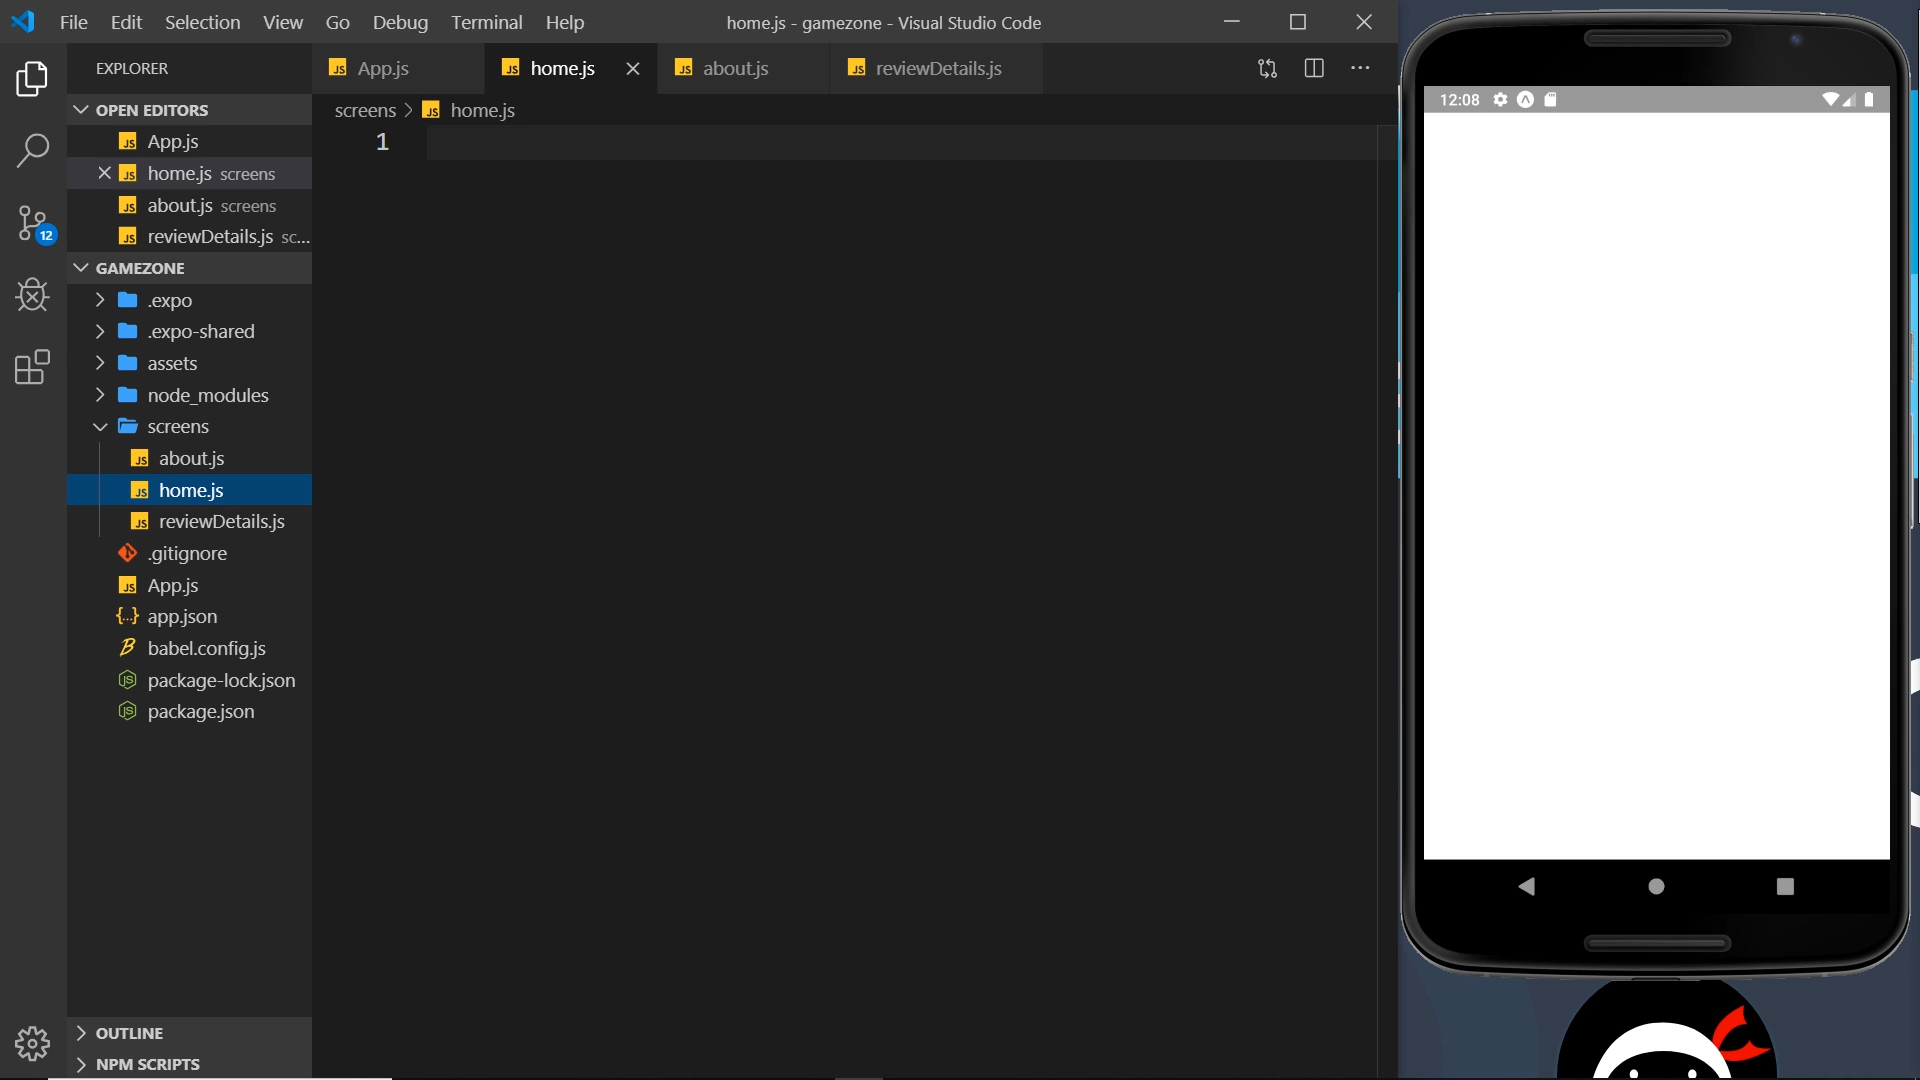 File Edit Selection View Go Debug Terminal Help
home.js - gamezone - Visual Studio Code
EXPLORER
OPEN EDITORS
App.js
home.js screens
about.js screens
reviewDetails.js sc...
GAMEZONE
.expo
.expo-shared
assets
node_modules
screens
about.js
home.js
reviewDetails.js
.gitignore
App.js
app.json
babel.config.js
package-lock.json
package.json
OUTLINE
NPM SCRIPTS
12
App.js
home.js
about.js
reviewDetails.js
screens > home.js
1
12:08